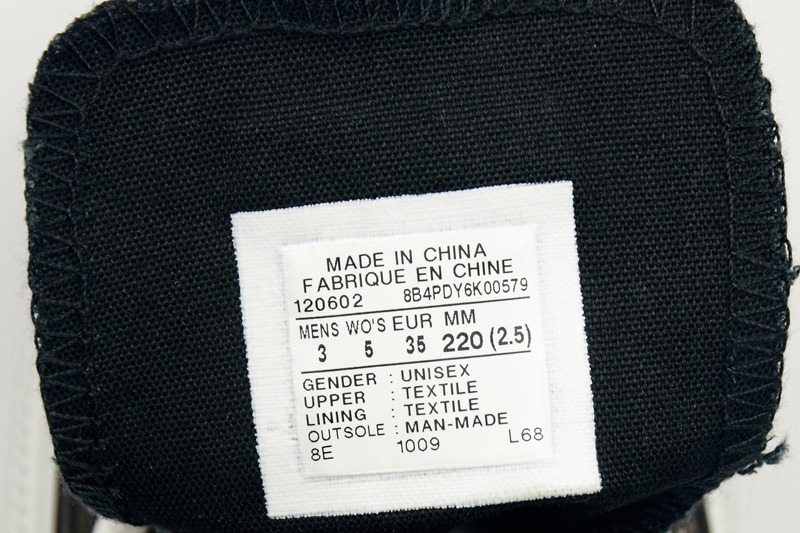 MADE IN CHINA
FABRIQUE EN CHINE
120602 8B4PDY6K00579
MENS WO'S EUR MM
3 5 35 220 (2.5)
GENDER : UNISEX
UPPER : TEXTILE
LINING : TEXTILE
OUTSOLE : MAN-MADE
8E 1009 L68